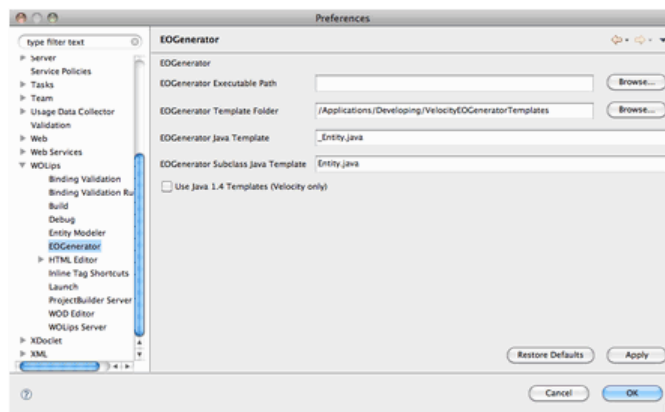 Preferences
type filter text
Server
Service Policies
Tasks
Team
Usage Data Collector
Validation
Web
Web Services
WOLips
Binding Validation
Binding Validation Ru
Build
Debug
Entity Modeler
EOGenerator
HTML Editor
Inline Tag Shortcuts
Launch
ProjectBuilder Server
WOD Editor
WOLips Server
XDoclet
XML
EOGenerator
EOGenerator
EOGenerator Executable Path
Browse...
EOGenerator Template Folder /Applications/Developing/VelocityEOGeneratorTemplates Browse...
EOGenerator Java Template _Entity.java
EOGenerator Subclass Java Template Entity.java
Use Java 1.4 Templates (Velocity only)
Restore Defaults Apply
? Cancel OK